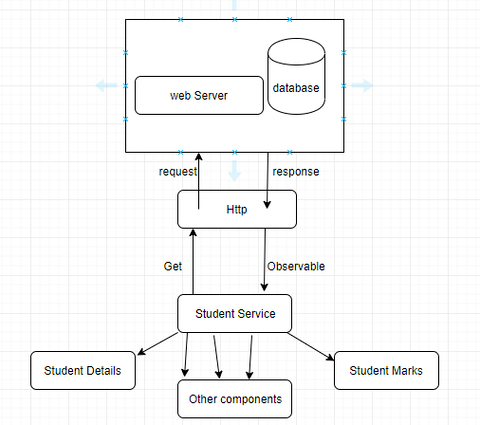 database
web Server
request
response
Http
Get
Observable
Student Service
Student Details
Student Marks
Other components